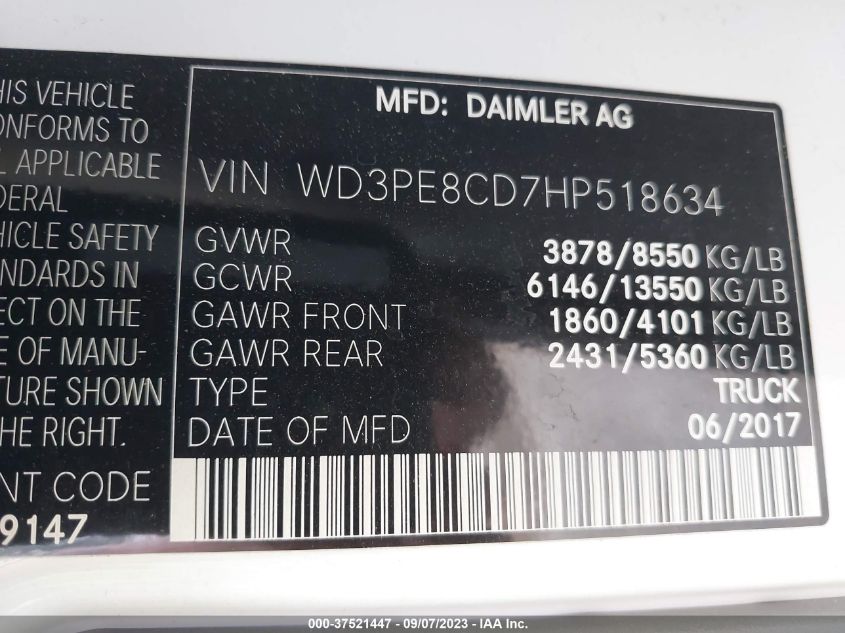 HIS VEHICLE
ONFORMS TO
L APPLICABLE
DERAL
HICLE SAFETY
ANDARDS IN
ECT ON THE
E OF MANU-
TURE SHOWN
HE RIGHT.
NT CODE
9147
MFD: DAIMLER AG
VIN WD3PE8CD7HP518634
GVWR 3878/8550 KG/LB
GCWR 6146/13550 KG/LB
GAWR FRONT 1860/4101 KG/LB
GAWR REAR 2431/5360 KG/LB
TYPE TRUCK
DATE OF MFD 06/2017
000-37521447 - 09/07/2023 - IAA Inc.